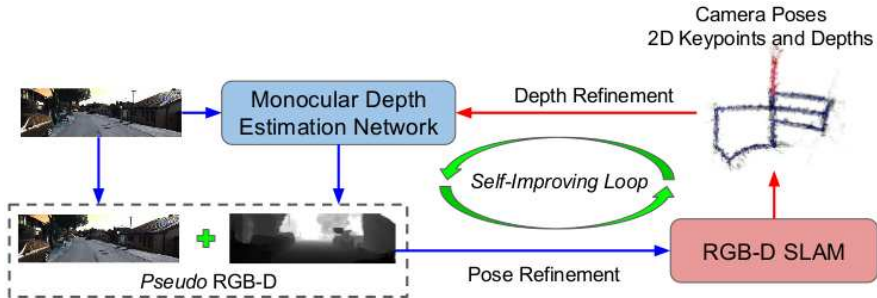 Camera Poses
2D Keypoints and Depths
Monocular Depth
Estimation Network
Depth Refinement
Self-Improving Loop
Pseudo RGB-D
Pose Refinement
RGB-D SLAM